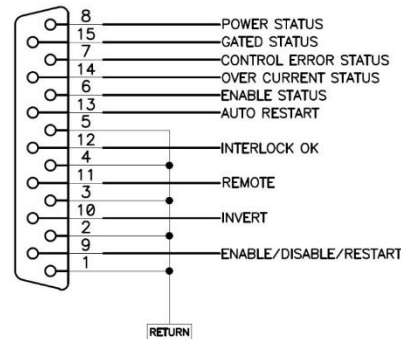 8 POWER STATUS
15 GATED STATUS
7 CONTROL ERROR STATUS
14 OVER CURRENT STATUS
6 ENABLE STATUS
13 AUTO RESTART
5
12 INTERLOCK OK
4
11 REMOTE
3
10 INVERT
2
9 ENABLE/DISABLE/RESTART
1
RETURN